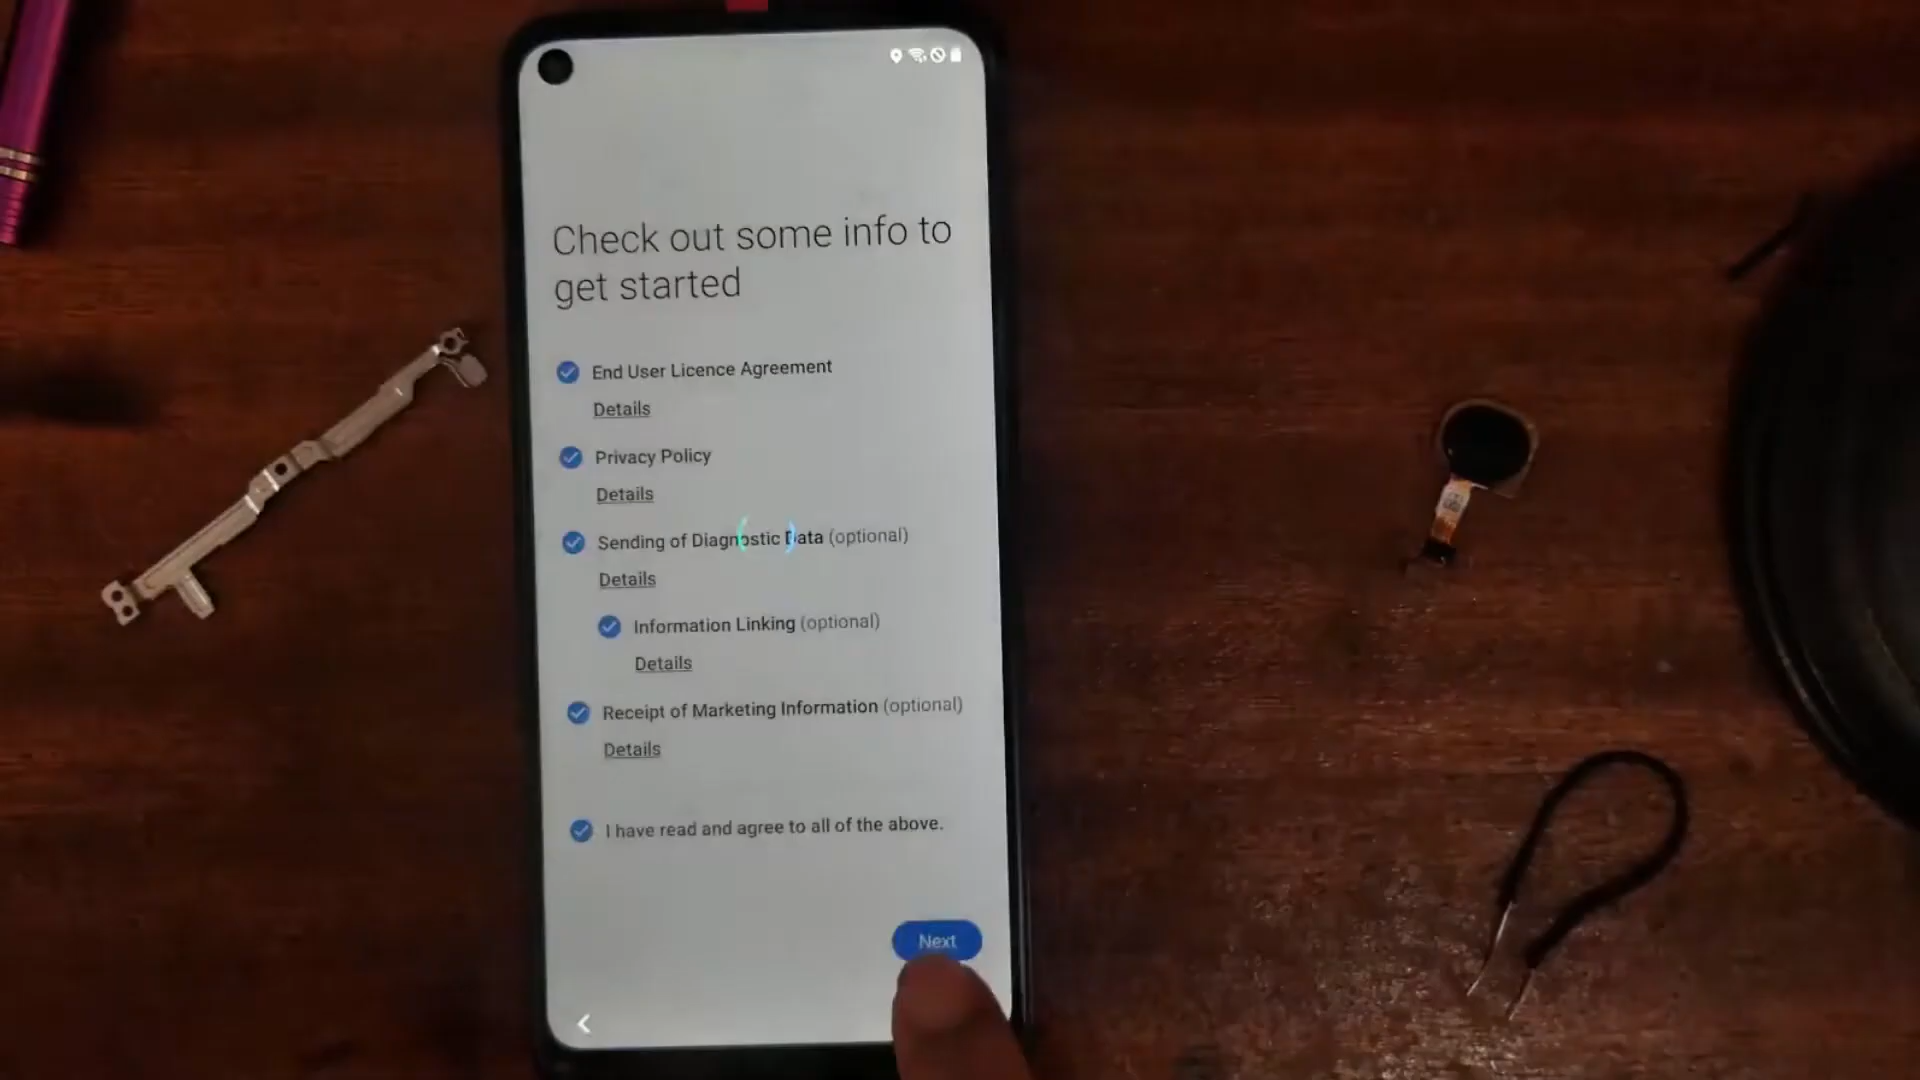 Check out some info to
get started
End User Licence Agreement
Details
Privacy Policy
Details
Sending of Diagnostic Data (optional)
Details
Information Linking (optional)
Details
Receipt of Marketing Information (optional)
Details
I have read and agree to all of the above.
Next